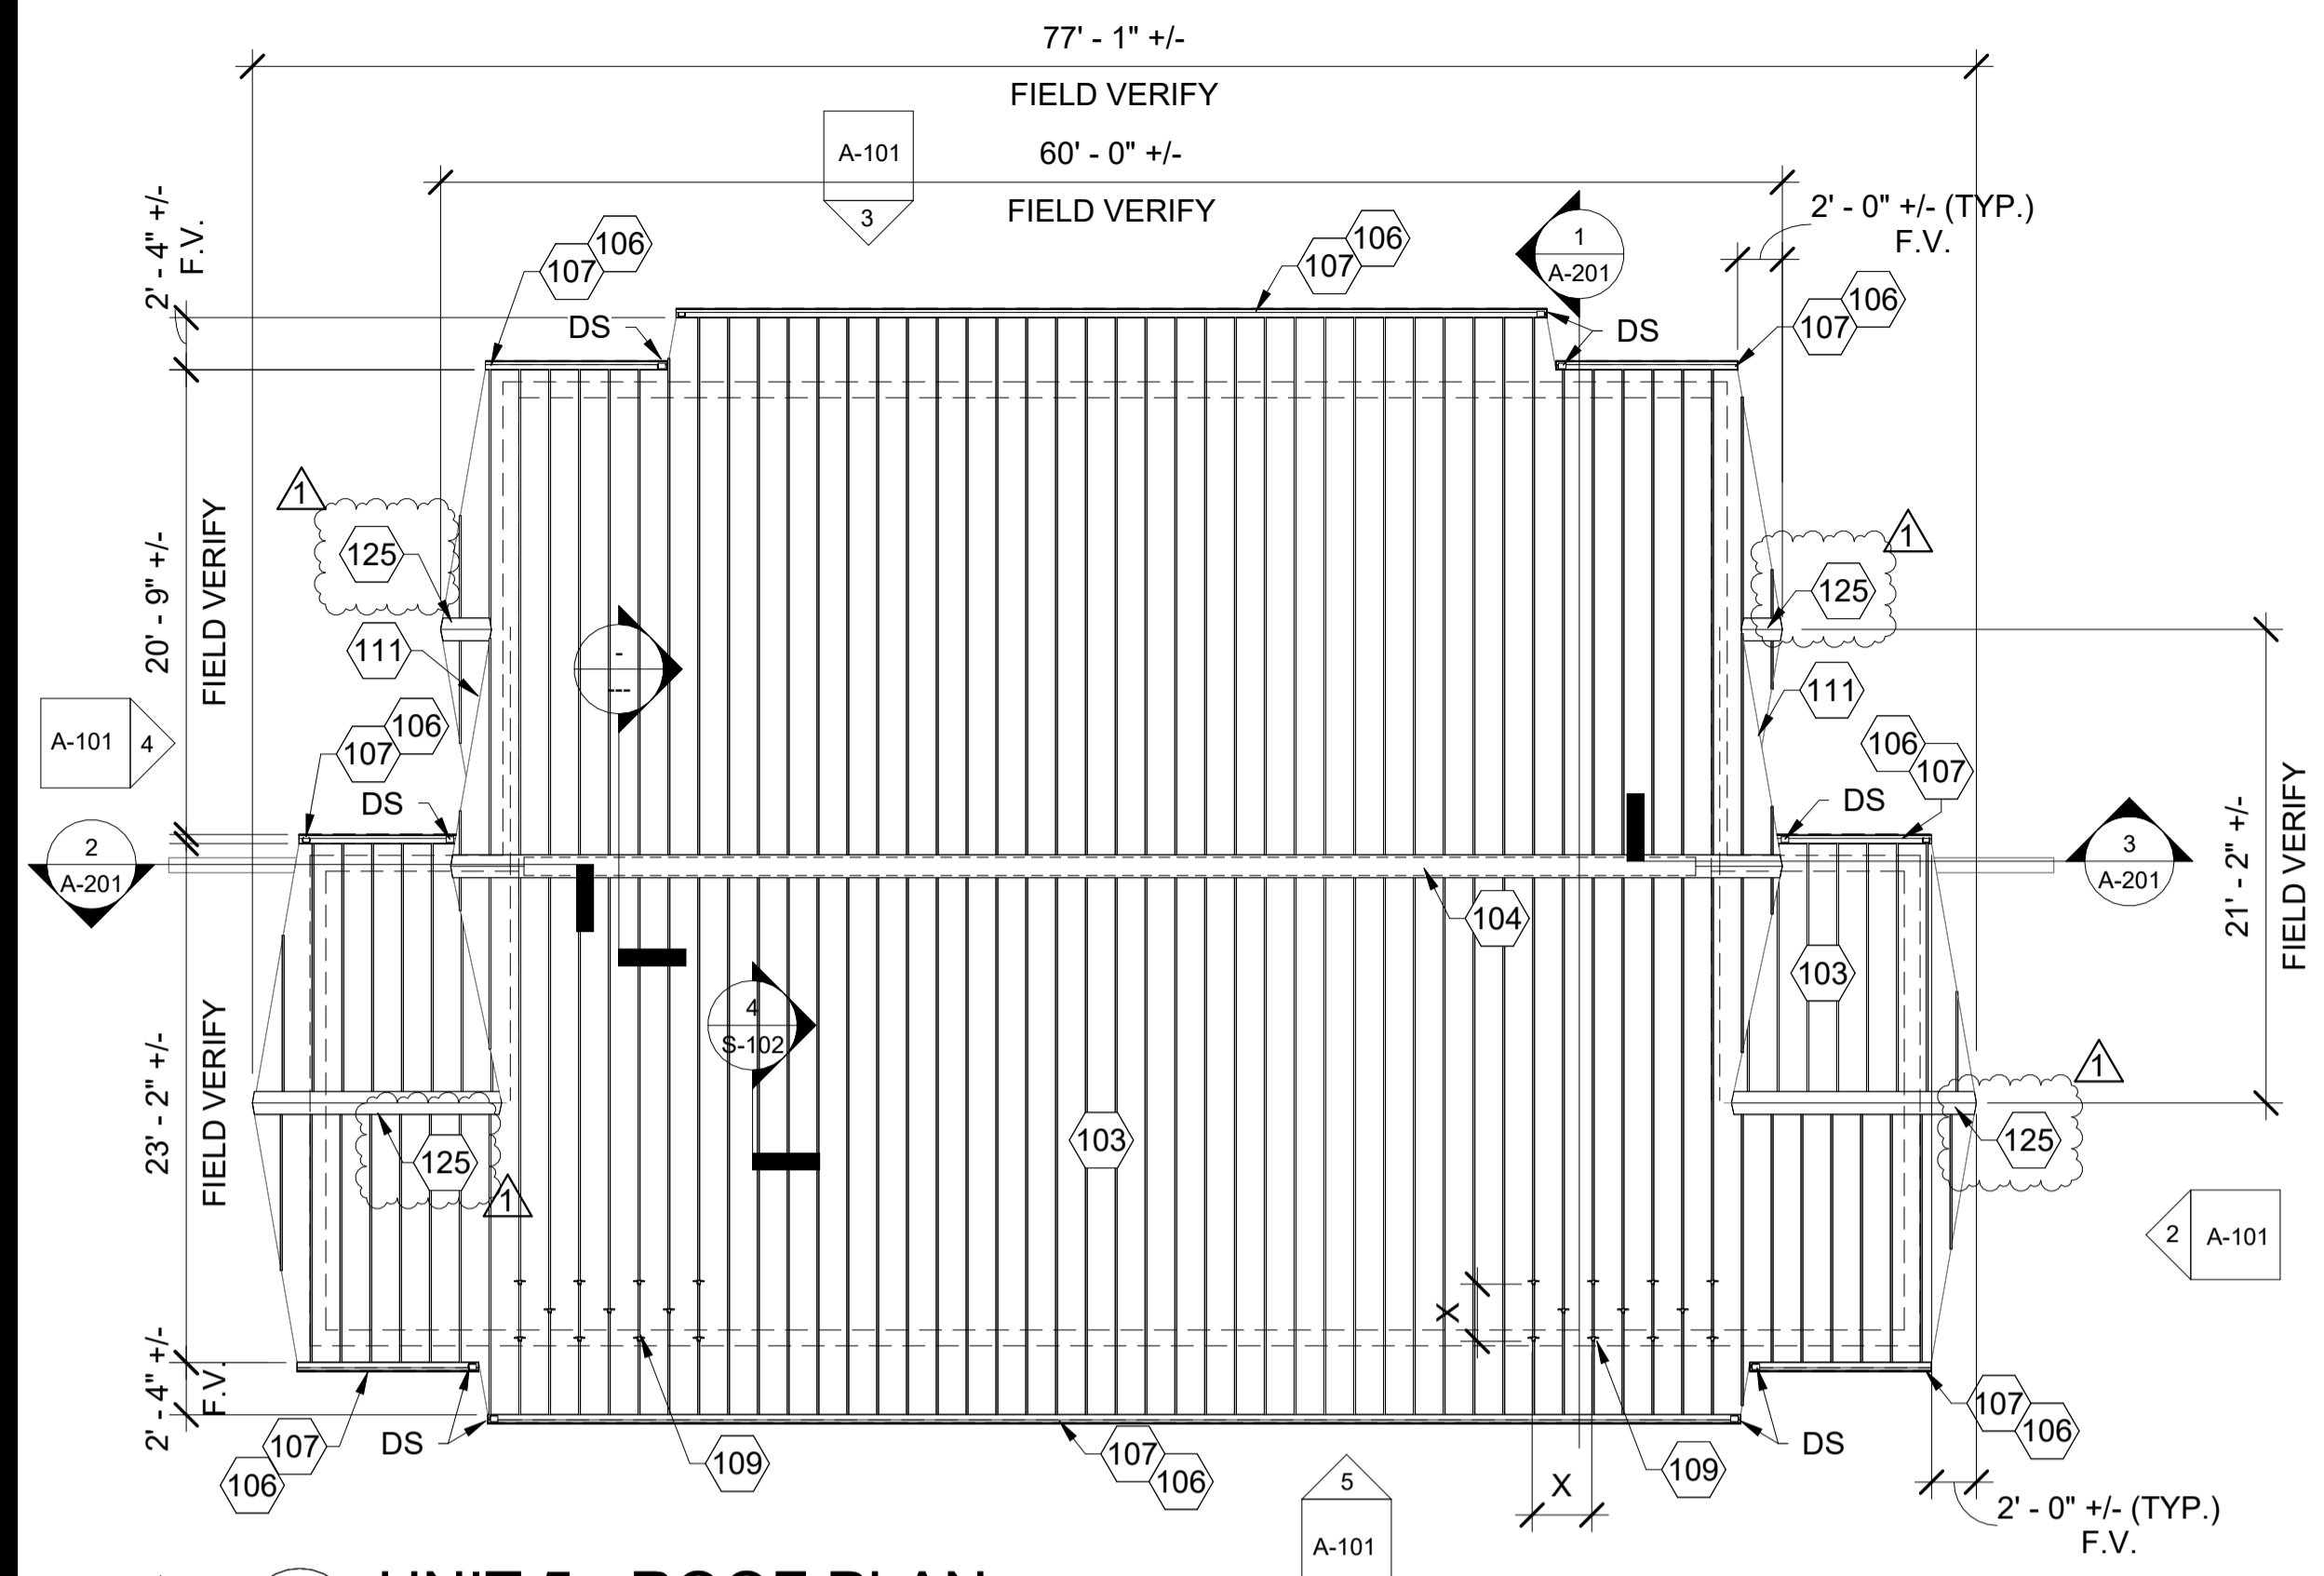 77' - 1" +/-
FIELD VERIFY
A-101
3
60' - 0" +/-
FIELD VERIFY
2' - 4" +/-
F.V.
106
107
106
107
1
A-201
2' - 0" +/- (TYP.)
F.V.
106
107
DS
DS
1
125
1
125
20' - 9" +/-
FIELD VERIFY
111
-
---
111
A-101
4
106
107
106
107
DS
DS
2
A-201
3
A-201
104
21' - 2" +/-
FIELD VERIFY
103
4
S-102
23' - 2" +/-
FIELD VERIFY
103
1
125
1
125
2
A-101
X
2' - 4" +/-
F.V.
107
106
DS
109
107
106
5
A-101
X
109
DS
107
106
2' - 0" +/- (TYP.)
F.V.
ROOF PLAN